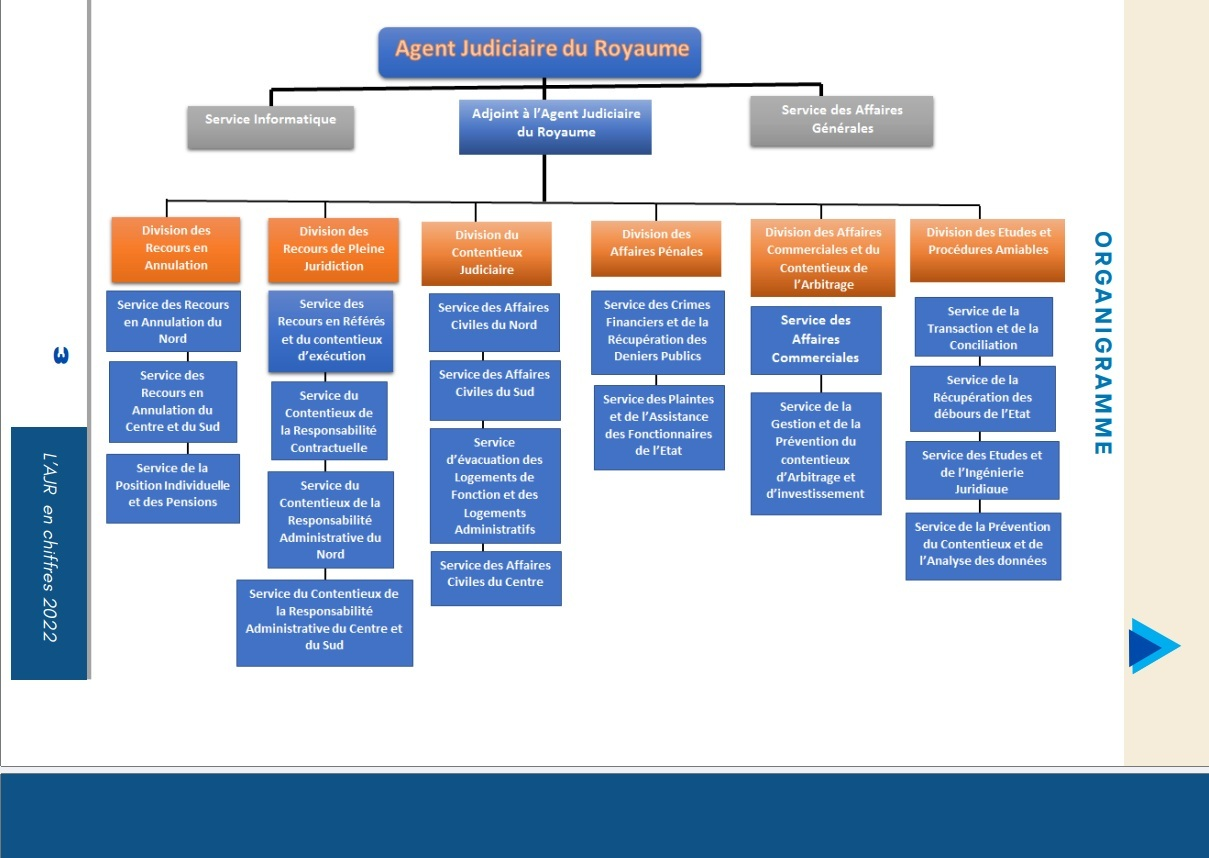 Agent Judiciaire du Royaume
Service Informatique
Adjoint à l'Agent Judiciaire
du Royaume
Service des Affaires
Générales
Division des
Recours en
Annulation
Service des Recours
en Annulation du
Nord
Service des
Recours en
Annulation du
Centre et du Sud
Service de la
Position Individuelle
et des Pensions
Division des
Recours de Pleine
Juridiction
Service des
Recours en Référés
et du contentieux
d'exécution
Service du
Contentieux de
la Responsabilité
Contractuelle
Service du
Contentieux de la
Responsabilité
Administrative du
Nord
Service du Contentieux de
la Responsabilité
Administrative du Centre et
du Sud
Division du
Contentieux
Judiciaire
Service des Affaires
Civiles du Nord
Service des Affaires
Civiles du Sud
Service
d'évacuation des
Logements de
Fonction et des
Logements
Administratifs
Service des Affaires
Civiles du Centre
Division des
Affaires Pénales
Service des Crimes
Financiers et de la
Récupération des
Deniers Publics
Service des Plaintes
et de l'Assistance
des Fonctionnaires
de l'Etat
Division des Affaires
Commerciales et du
Contentieux de
l'Arbitrage
Service des
Affaires
Commerciales
Service de la
Gestion et de la
Prévention du
contentieux
d'Arbitrage et
d'investissement
Division des Etudes et
Procédures Amiables
Service de la
Transaction et de la
Conciliation
Service de la
Récupération des
débours de l'Etat
Service des Etudes et
de l'Ingénierie
Juridique
Service de la Prévention
du Contentieux et de
l'Analyse des données
ORGANIGRAMME
3
L'AJR en chiffres 2022